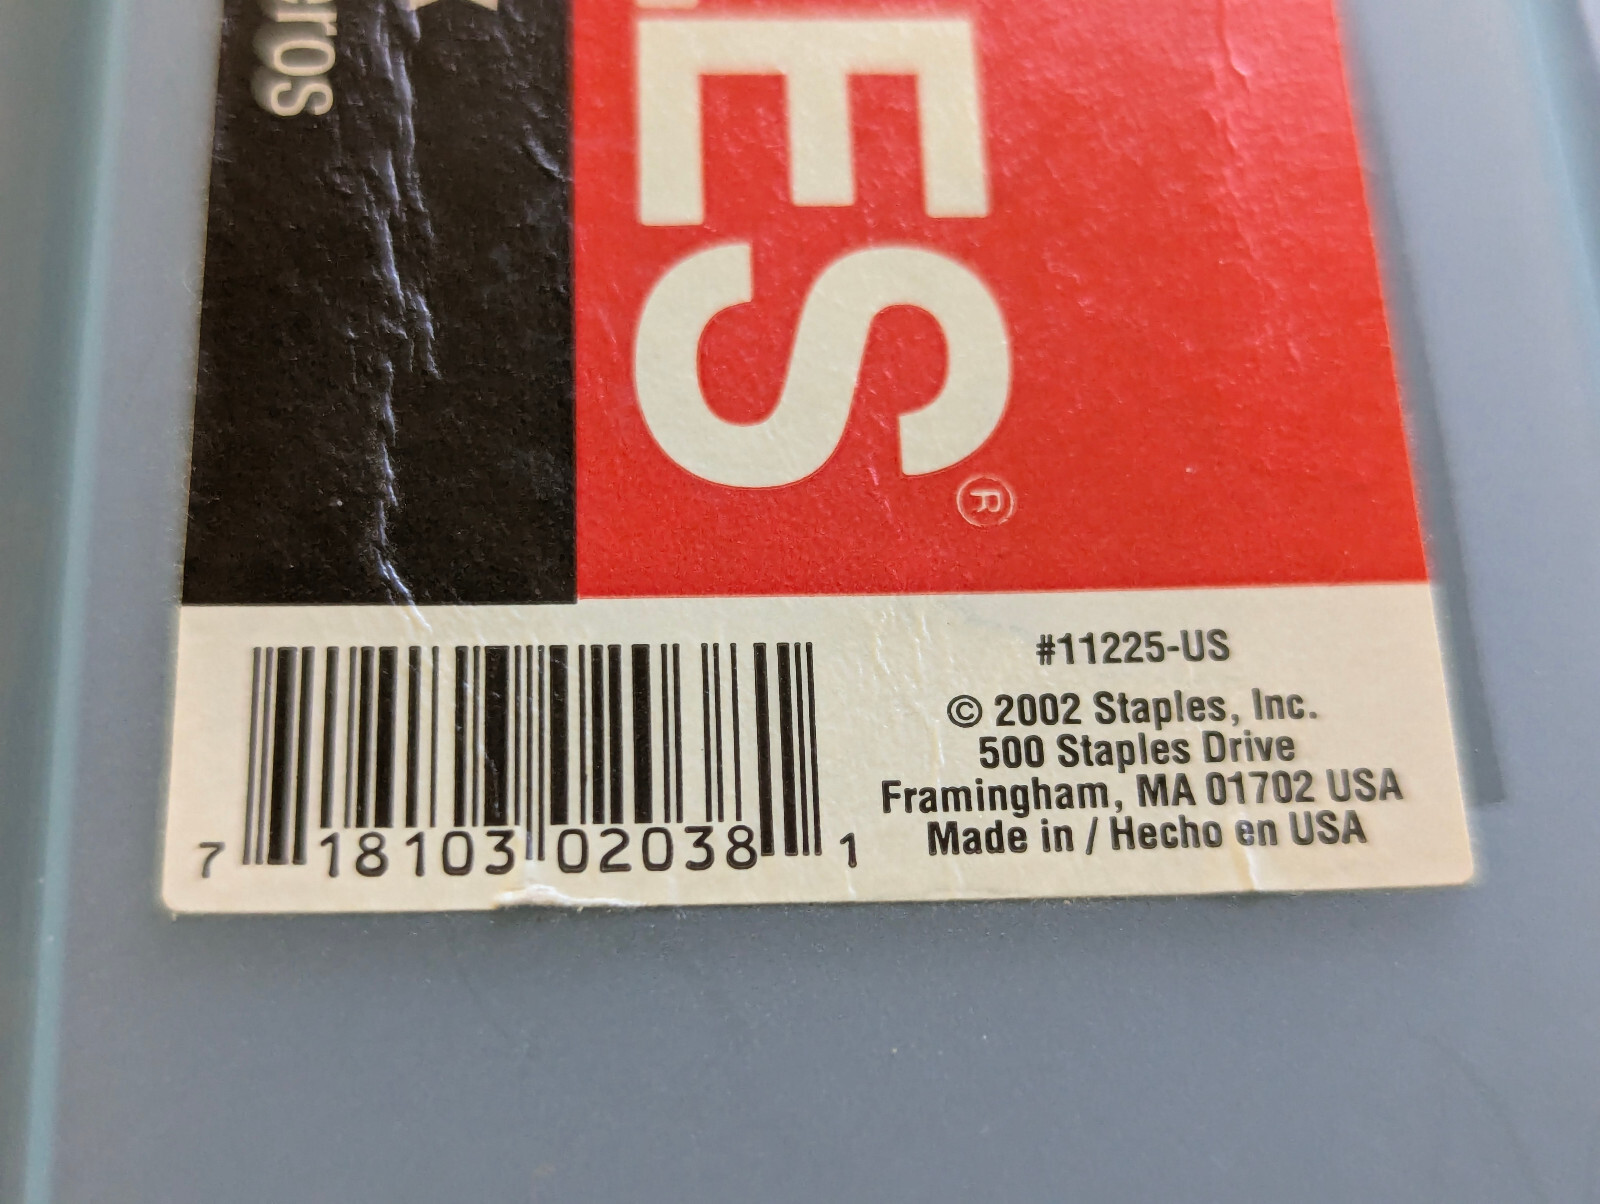 eros
ES®
#11225-US
© 2002 Staples, Inc.
500 Staples Drive
Framingham, MA 01702 USA
Made in / Hecho en USA
7 18103 02038 1